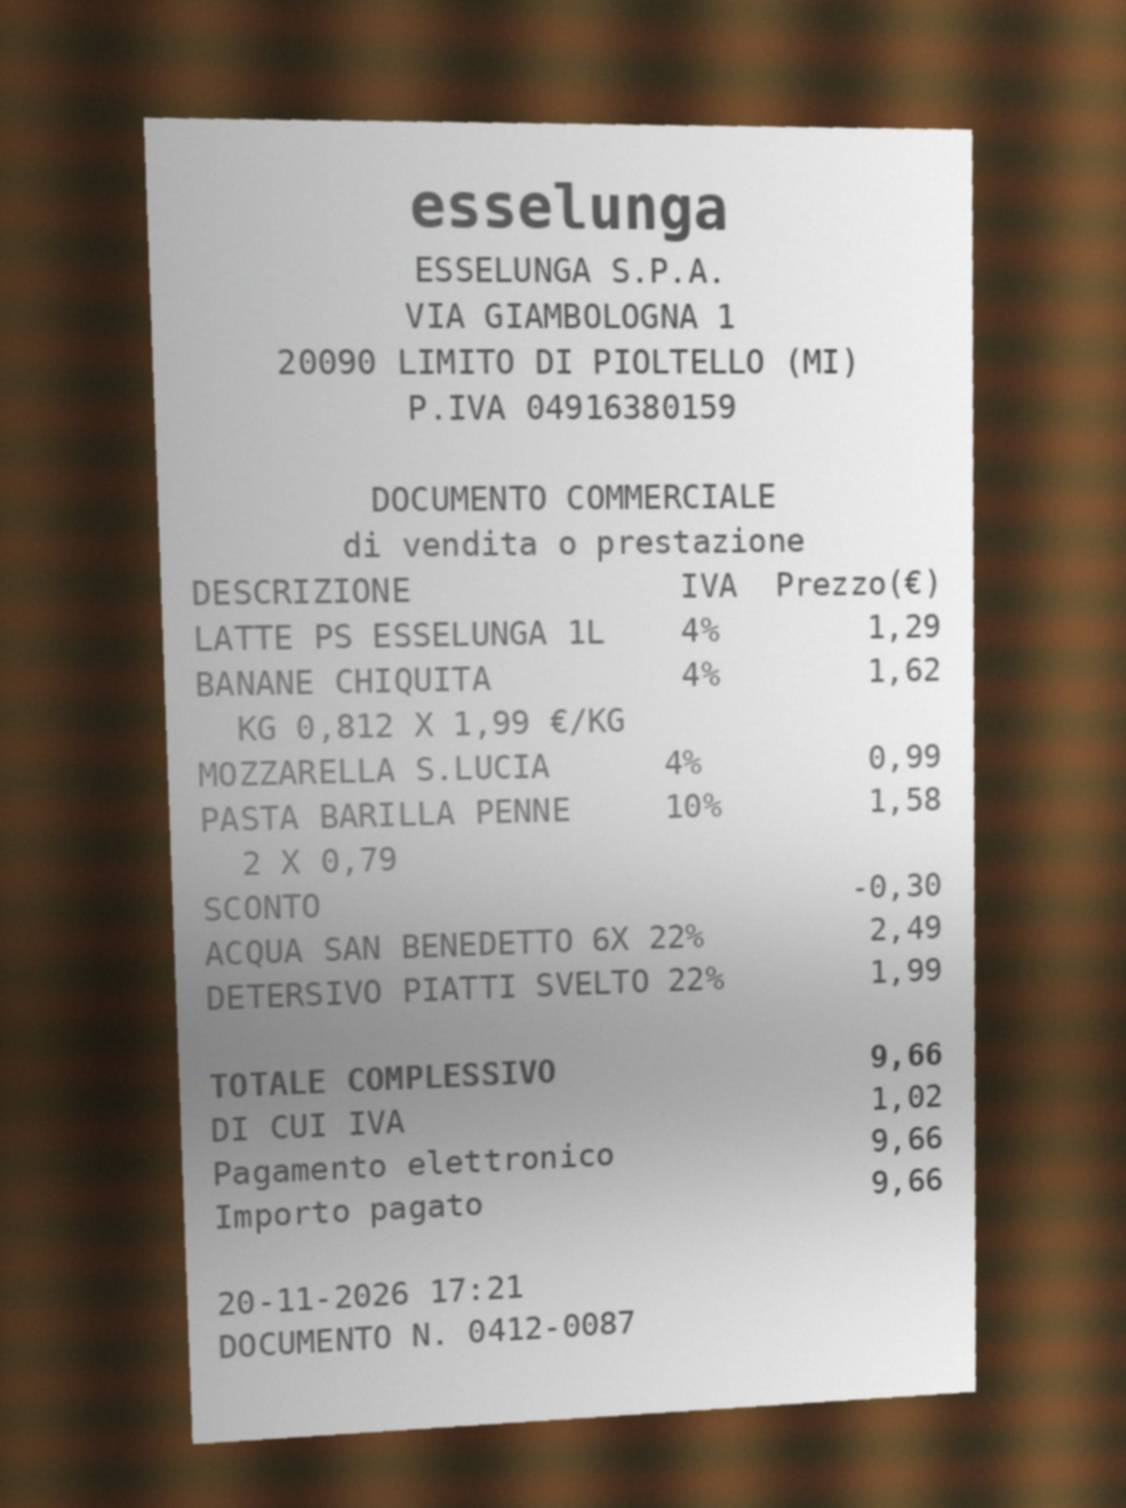 esselunga
ESSELUNGA S.P.A.
VIA GIAMBOLOGNA 1
20090 LIMITO DI PIOLTELLO (MI)
P.IVA 04916380159
DOCUMENTO COMMERCIALE
di vendita o prestazione
DESCRIZIONE IVA Prezzo(€)
LATTE PS ESSELUNGA 1L 4% 1,29
BANANE CHIQUITA 4% 1,62
KG 0,812 X 1,99 €/KG
MOZZARELLA S.LUCIA 4% 0,99
PASTA BARILLA PENNE 10% 1,58
2 X 0,79
SCONTO -0,30
ACQUA SAN BENEDETTO 6X 22% 2,49
DETERSIVO PIATTI SVELTO 22% 1,99
TOTALE COMPLESSIVO 9,66
DI CUI IVA 1,02
Pagamento elettronico 9,66
Importo pagato 9,66
20-11-2026 17:21
DOCUMENTO N. 0412-0087